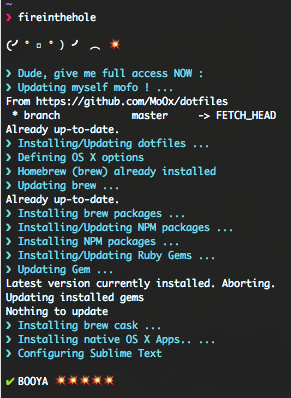 ~
❯ fireinthehole
(╯°□°)╯︵ 💥
❯ Dude, give me full access NOW :
❯ Updating myself mofo ! ...
From https://github.com/MoOx/dotfiles
* branch master -> FETCH_HEAD
Already up-to-date.
❯ Installing/Updating dotfiles ...
❯ Defining OS X options
❯ Homebrew (brew) already installed
❯ Updating brew ...
Already up-to-date.
❯ Installing brew packages ...
❯ Installing/Updating NPM packages ...
❯ Installing NPM packages ...
❯ Installing/Updating Ruby Gems ...
❯ Updating Gem ...
Latest version currently installed. Aborting.
Updating installed gems
Nothing to update
❯ Installing brew cask ...
❯ Installing native OS X Apps.. ...
❯ Configuring Sublime Text
✔ BOOYA 💥💥💥💥💥